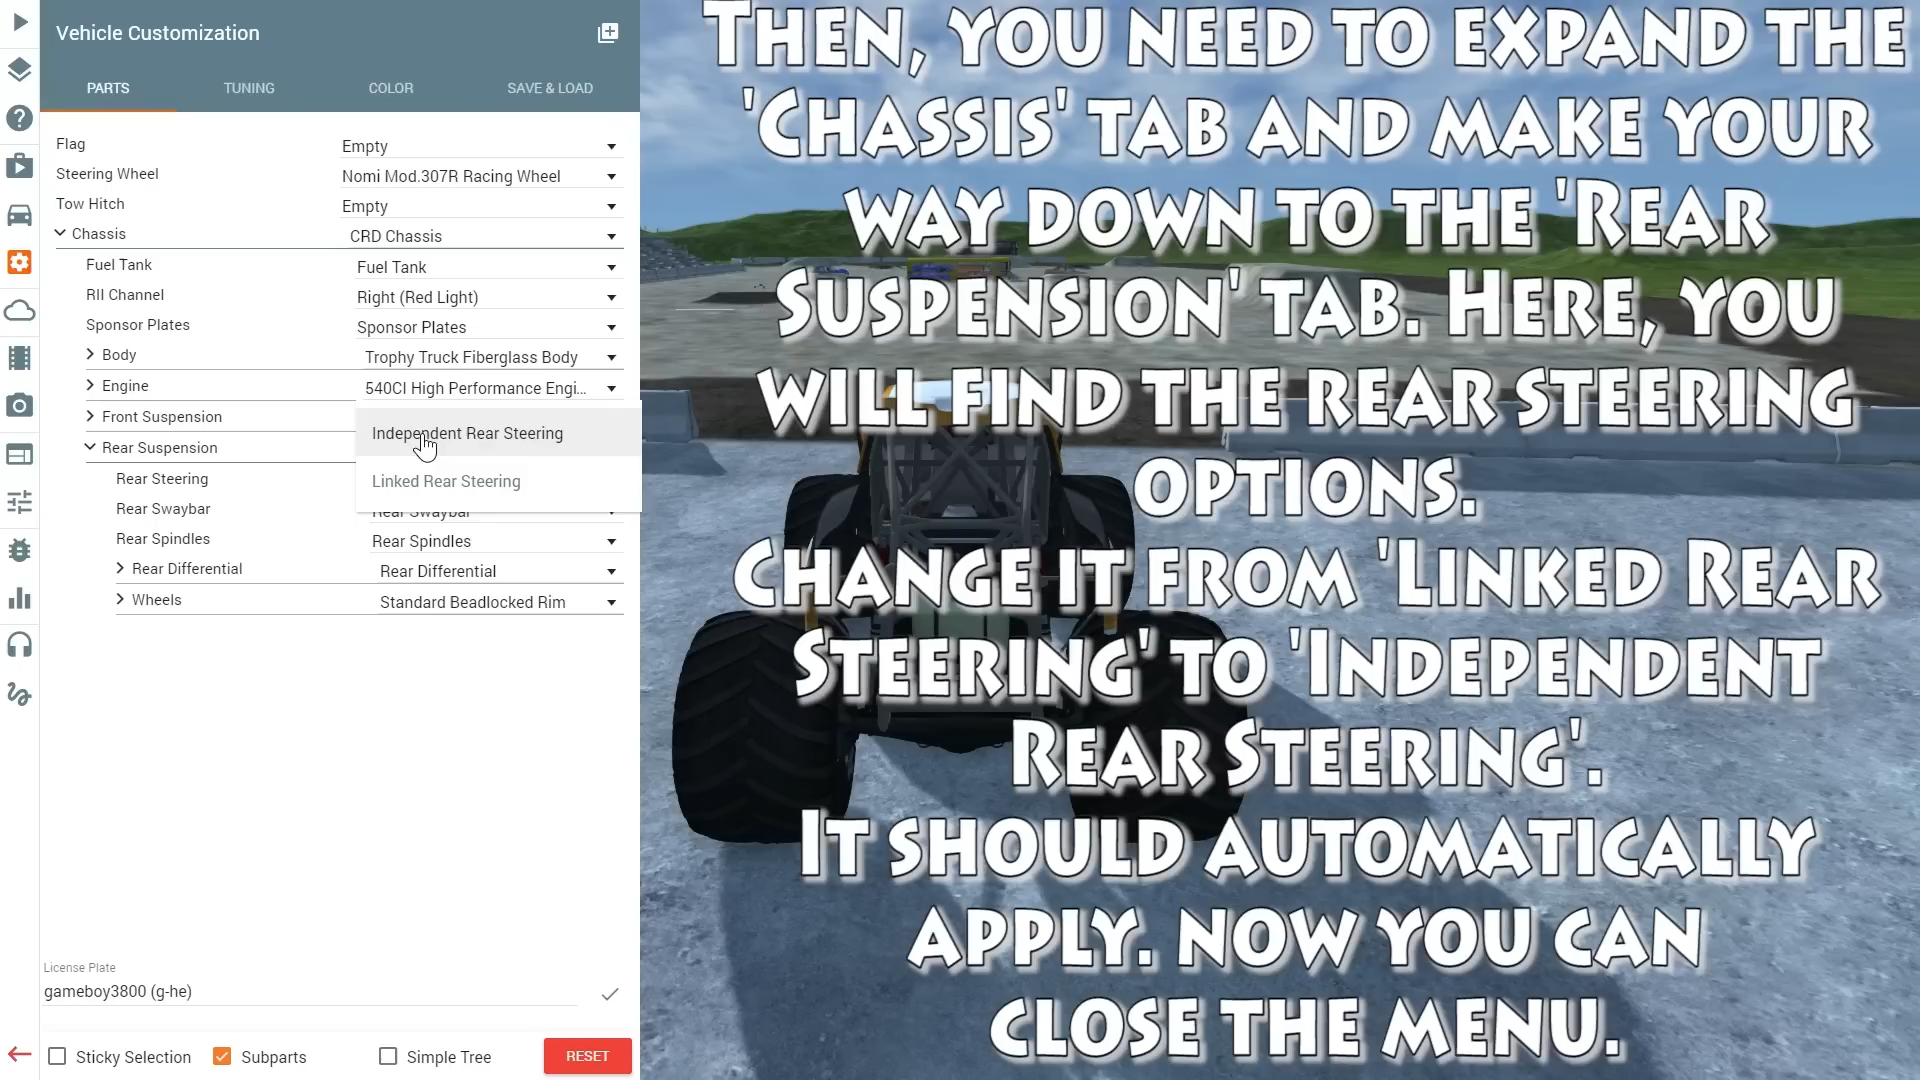 Vehicle Customization
PARTS TUNING COLOR SAVE & LOAD
Flag Empty
Steering Wheel Nomi Mod.307R Racing Wheel
Tow Hitch Empty
Chassis CRD Chassis
Fuel Tank Fuel Tank
RII Channel Right (Red Light)
Sponsor Plates Sponsor Plates
Body Trophy Truck Fiberglass Body
Engine 540CI High Performance Engi...
Front Suspension
Independent Rear Steering
Rear Suspension
Rear Steering Linked Rear Steering
Rear Swaybar Rear Swaybar
Rear Spindles Rear Spindles
Rear Differential Rear Differential
Wheels Standard Beadlocked Rim
License Plate
gameboy3800 (g-he)
Sticky Selection Subparts Simple Tree RESET
Then, you need to expand the
'Chassis' tab and make your
way down to the 'Rear
Suspension' tab. Here, you
will find the rear steering
options.
Change it from 'Linked Rear
Steering' to 'Independent
Rear Steering'.
It should automatically
apply. now you can
close the menu.